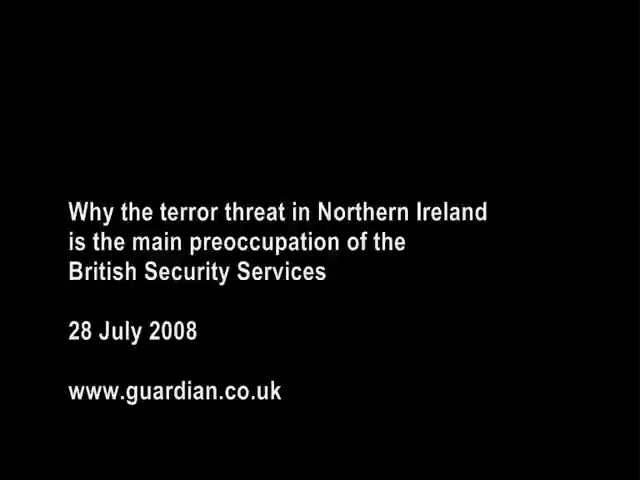 Why the terror threat in Northern Ireland
is the main preoccupation of the
British Security Services
28 July 2008
www.guardian.co.uk